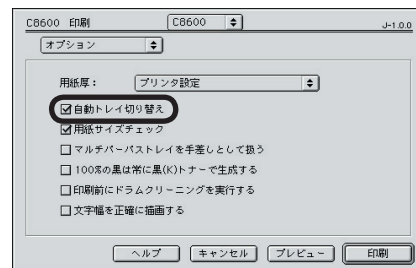 C8600 印刷 C8600 J-1.0.0
オプション
用紙厚： プリンタ設定
自動トレイ切り替え
用紙サイズチェック
マルチパーパストレイを手差しとして扱う
100%の黒は常に黒(K)トナーで生成する
印刷前にドラムクリーニングを実行する
文字幅を正確に描画する
ヘルプ キャンセル プレビュー 印刷